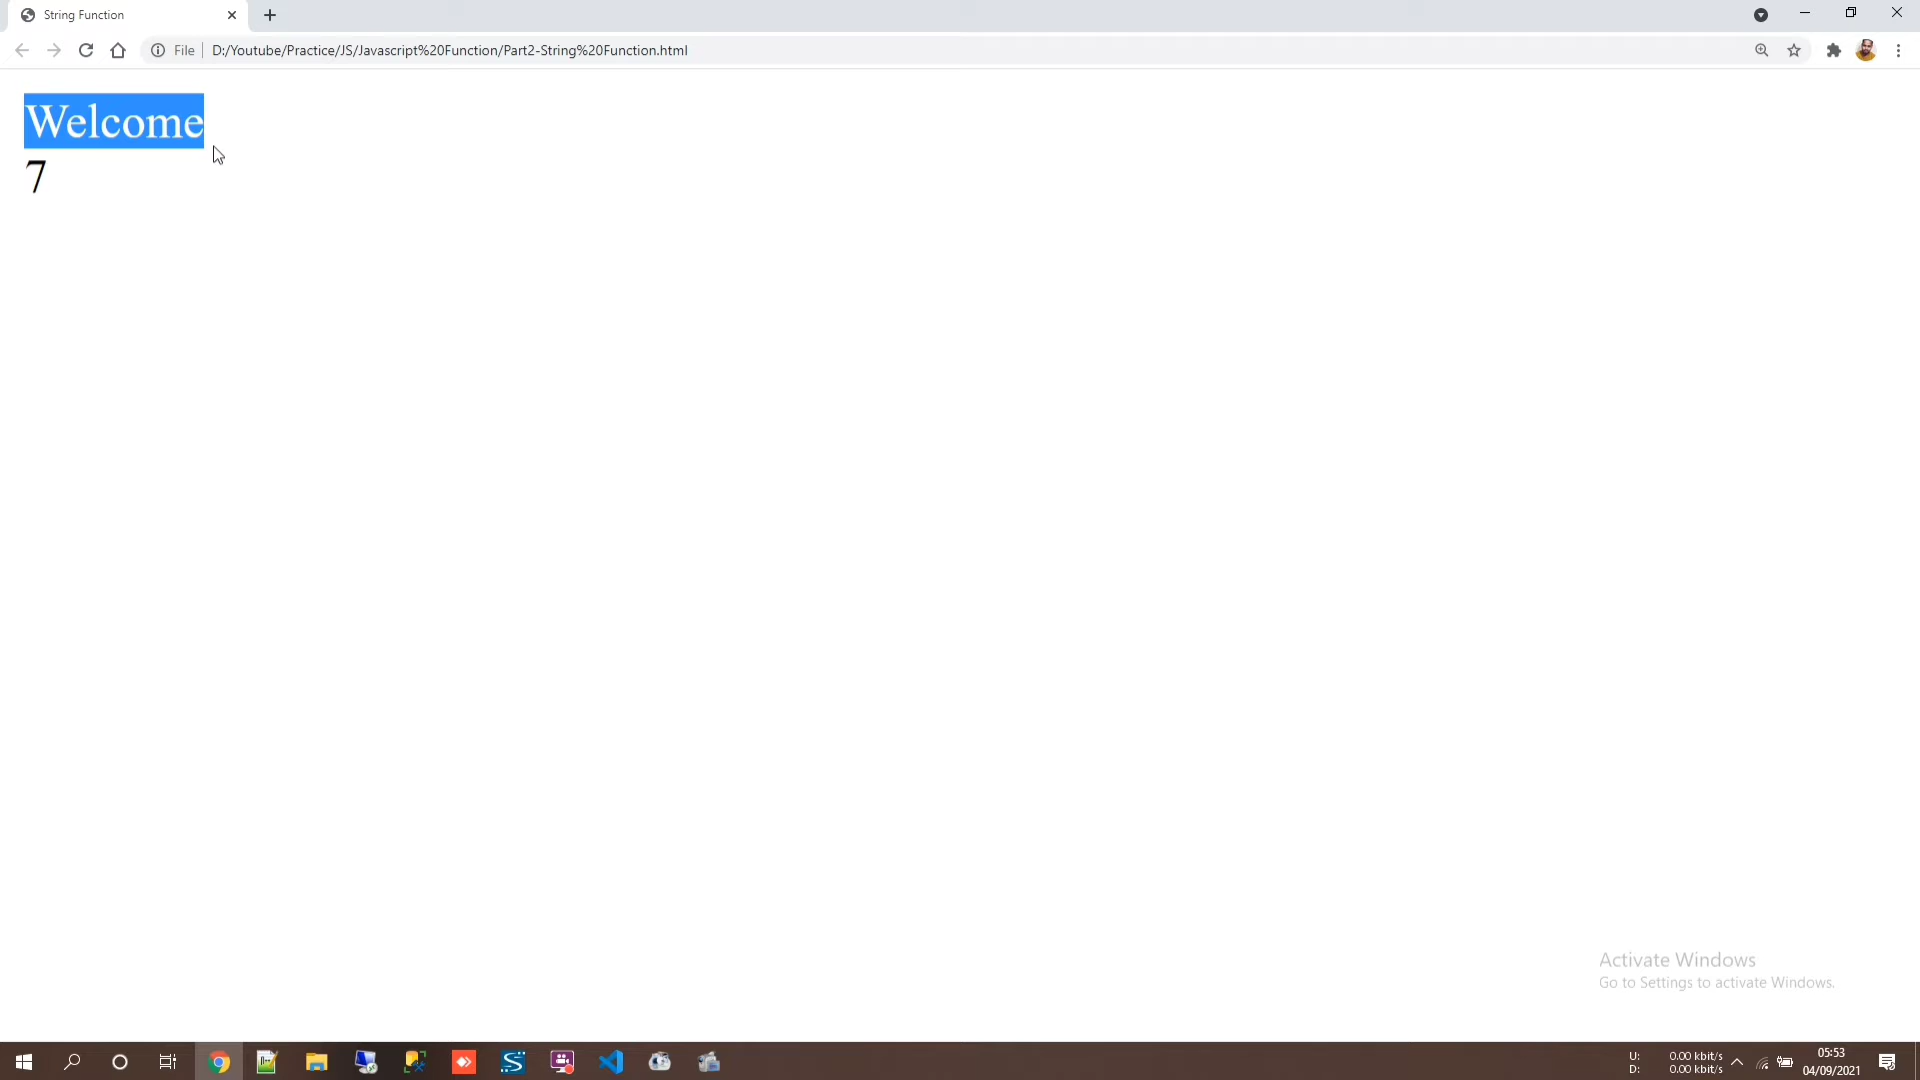 String Function
File
D:/Youtube/Practice/JS/Javascript%20Function/Part2-String%20Function.html
Welcome
7
Activate Windows
Go to Settings to activate Windows.
U: 0.00 kbit/s
D: 0.00 kbit/s
05:53
04/09/2021